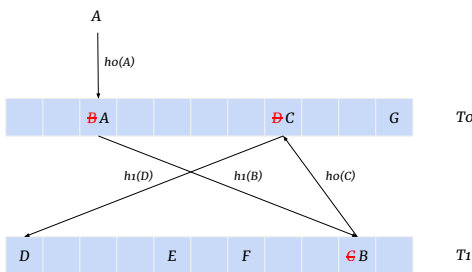 A
h0(A)
B A D C G T0
h1(D) h1(B) h0(C)
D E F C B T1